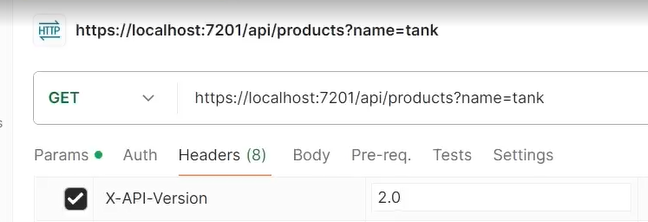 HTTP https://localhost:7201/api/products?name=tank
GET https://localhost:7201/api/products?name=tank
Params Auth Headers (8) Body Pre-req. Tests Settings
X-API-Version 2.0